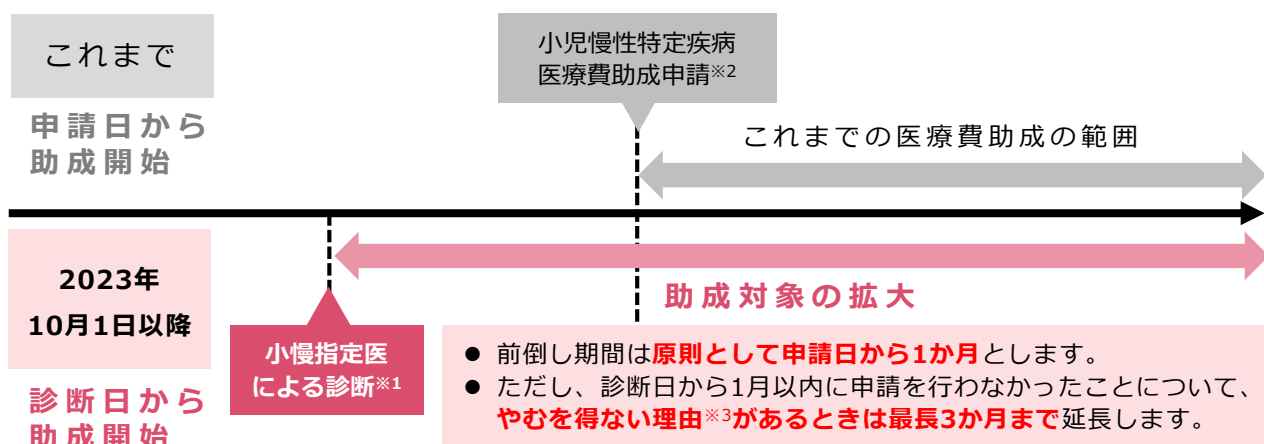 これまで
申請日から
助成開始
小児慢性特定疾病
医療費助成申請※2
これまでの医療費助成の範囲
2023年
10月1日以降
診断日から
助成開始
小慢指定医
による診断※1
助成対象の拡大
● 前倒し期間は原則として申請日から1か月とします。
● ただし、診断日から1月以内に申請を行わなかったことについて、
やむを得ない理由※3があるときは最長3か月まで延長します。